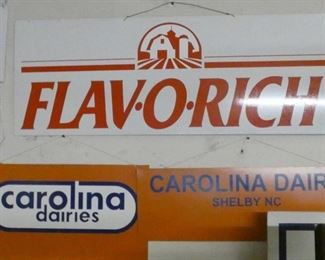 FLAV·O·RICH
carolina
dairies
CAROLINA DAIR
SHELBY NC